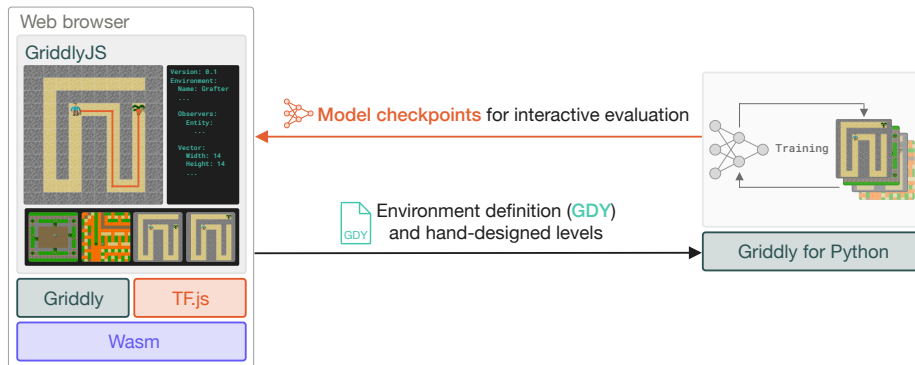 Web browser
GriddlyJS
Version: 0.1
Environment:
Name: Grafter
...
Observers:
Entity:
...
Vector:
Width: 14
Height: 14
...
Griddly
TF.js
Wasm
Model checkpoints for interactive evaluation
GDY
Environment definition (GDY)
and hand-designed levels
Training
Griddly for Python